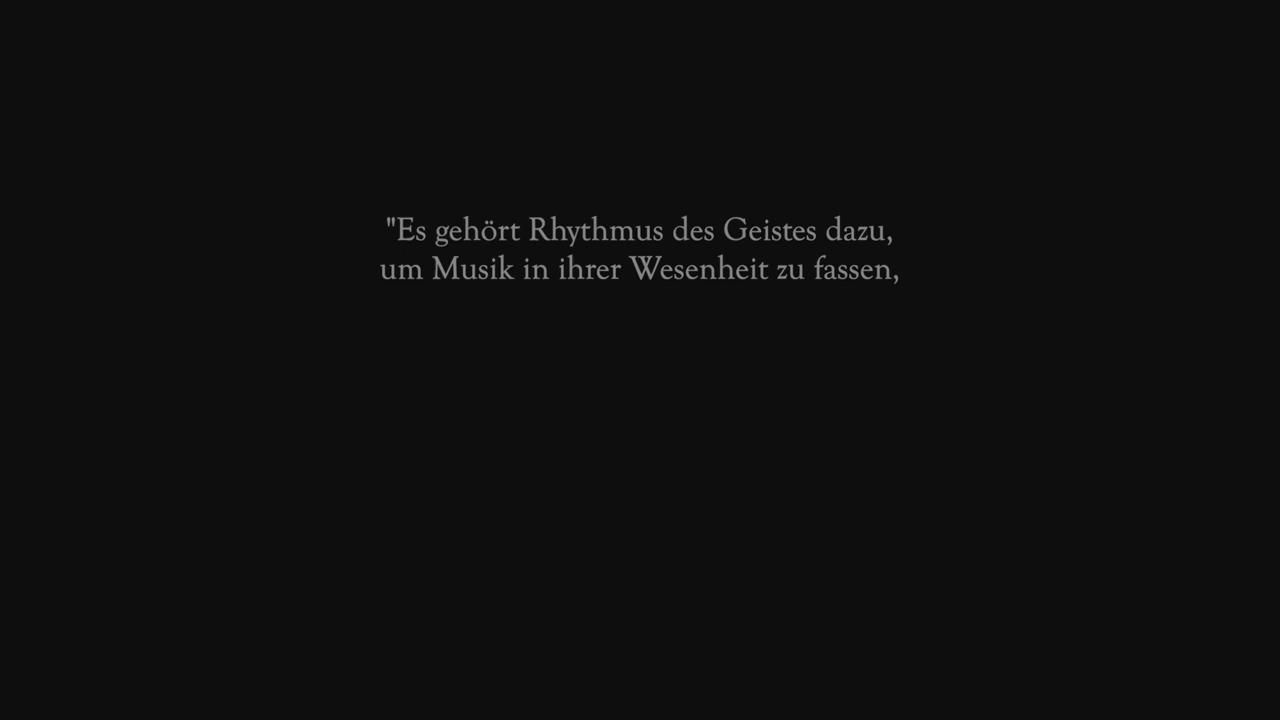 "Es gehört Rhythmus des Geistes dazu,
um Musik in ihrer Wesenheit zu fassen,